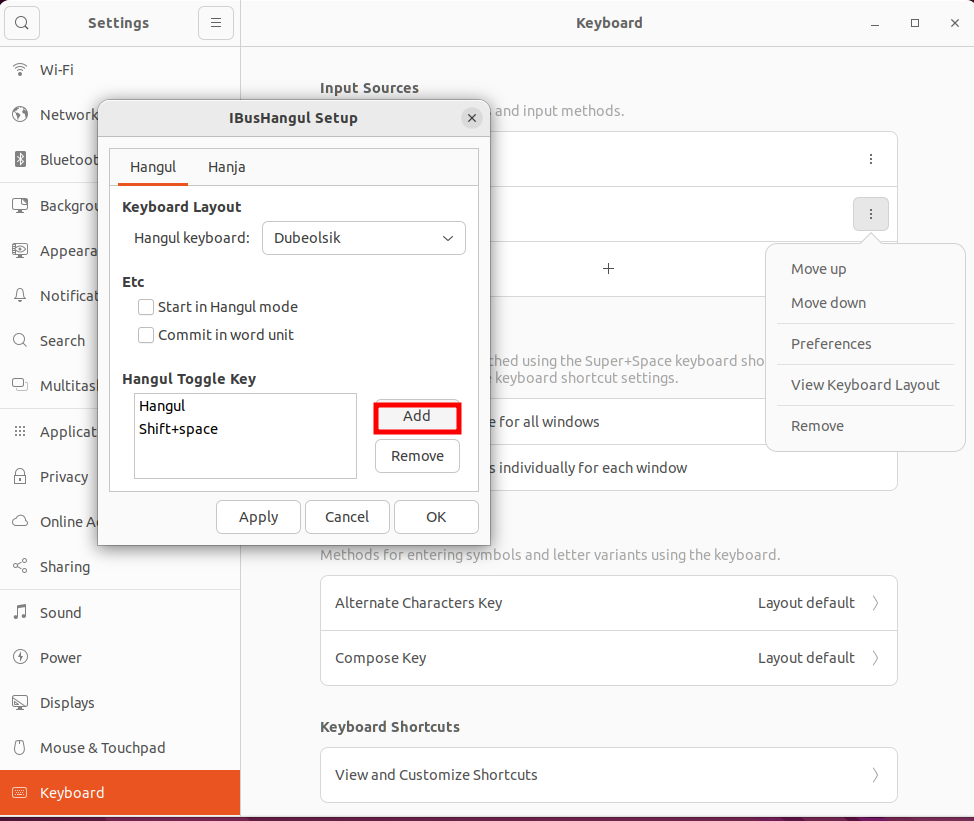 Settings
Keyboard
Wi-Fi
Network
Bluetoot
Backgrou
Appeara
Notificat
Search
Multitas
Applicat
Privacy
Online A
Sharing
Sound
Power
Displays
Mouse & Touchpad
Keyboard
Input Sources
and input methods.
IBusHangul Setup
Hangul
Hanja
Keyboard Layout
Hangul keyboard:
Dubeolsik
Etc
Start in Hangul mode
Commit in word unit
Hangul Toggle Key
Hangul
Shift+space
Add
Remove
Apply
Cancel
OK
Move up
Move down
Preferences
View Keyboard Layout
Remove
ched using the Super+Space keyboard sho
keyboard shortcut settings.
e for all windows
s individually for each window
Methods for entering symbols and letter variants using the keyboard.
Alternate Characters Key
Layout default
Compose Key
Layout default
Keyboard Shortcuts
View and Customize Shortcuts